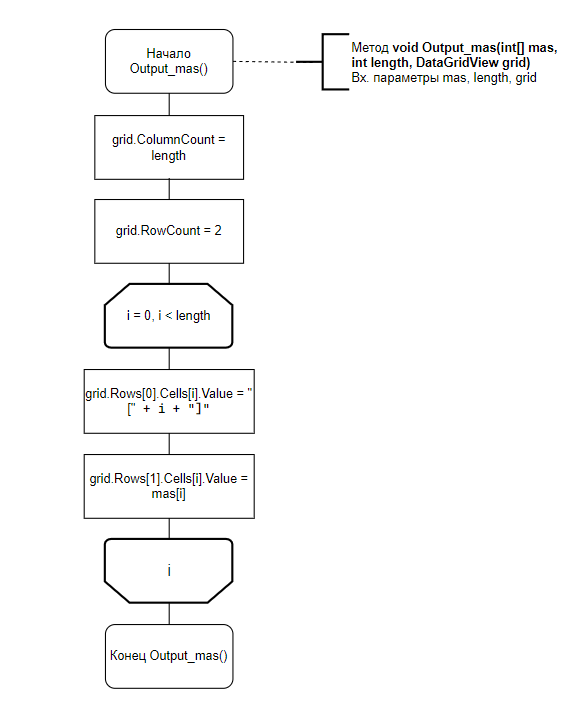 Начало
Output_mas()
Метод void Output_mas(int[] mas,
int length, DataGridView grid)
Вх. параметры mas, length, grid
grid.ColumnCount =
length
grid.RowCount = 2
i = 0, i < length
grid.Rows[0].Cells[i].Value = "
[" + i + "]"
grid.Rows[1].Cells[i].Value =
mas[i]
i
Конец Output_mas()